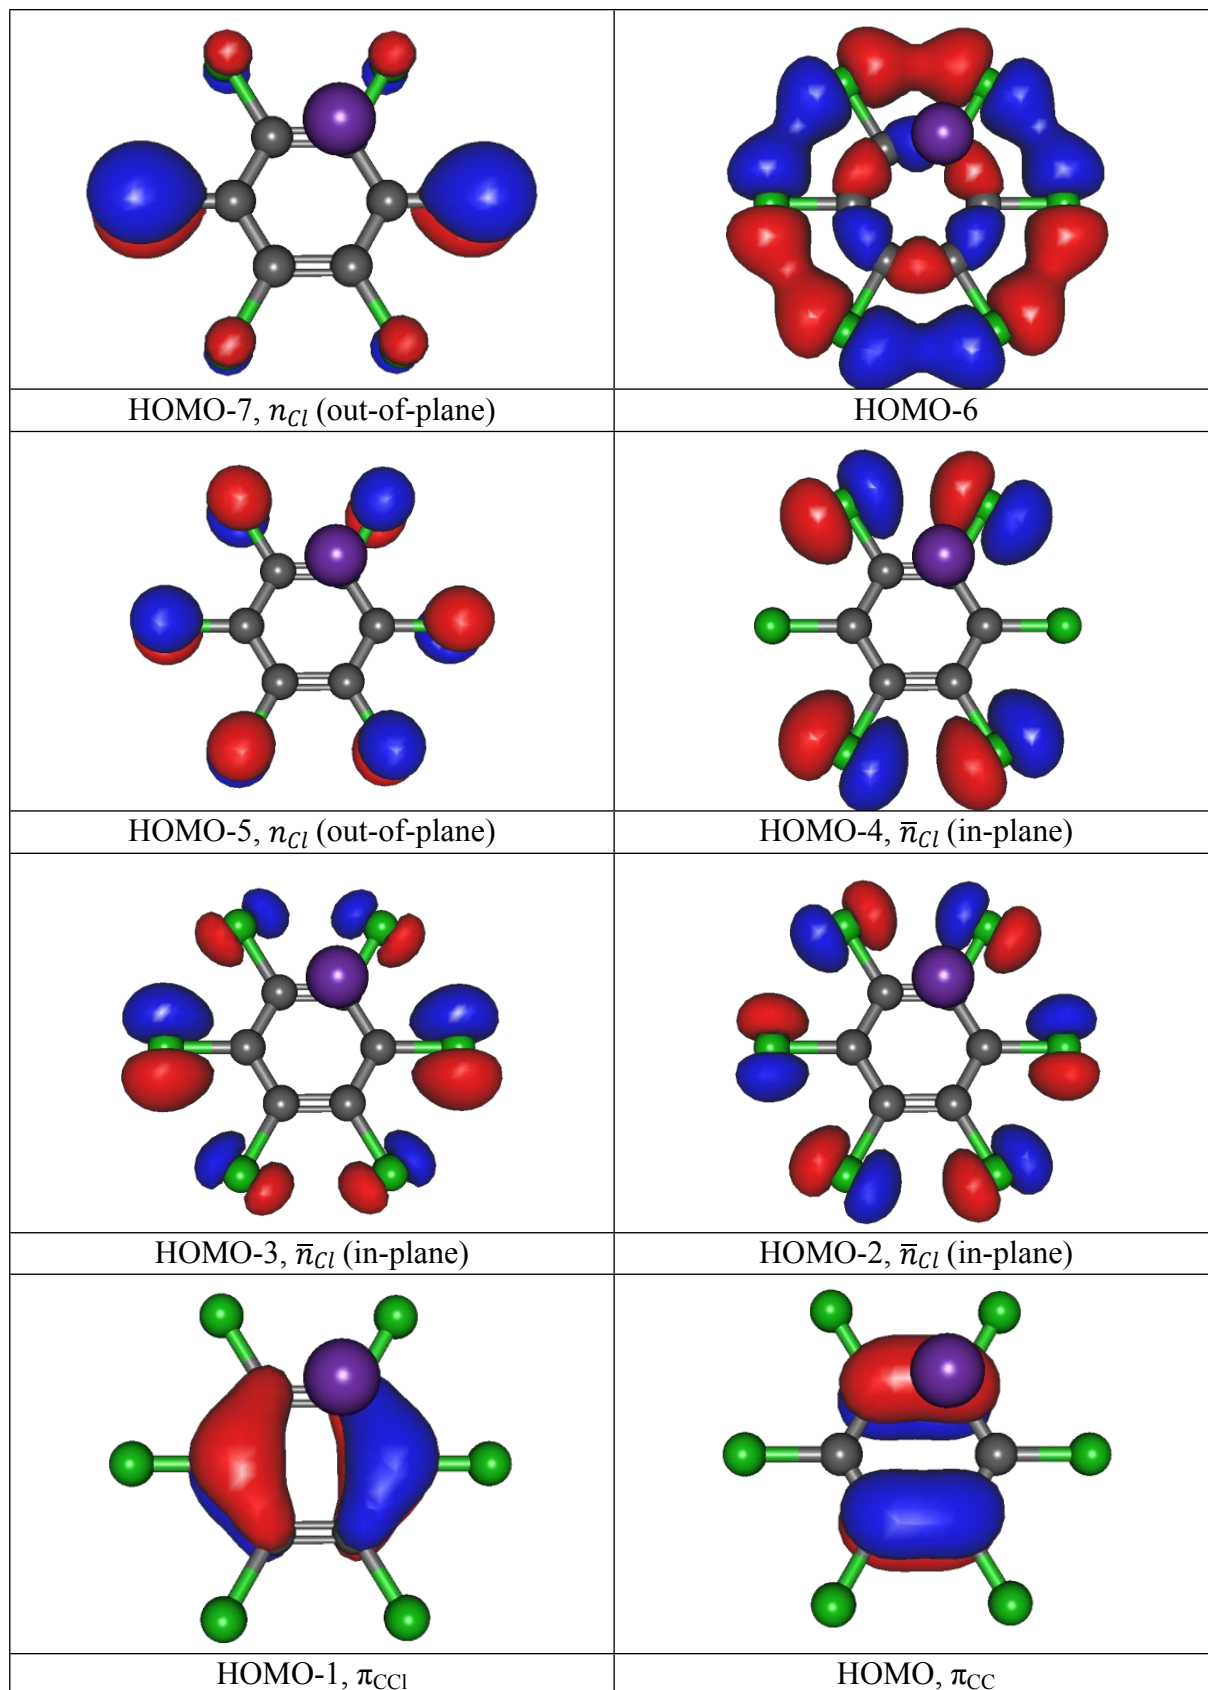 HOMO-7, n_Cl (out-of-plane)
HOMO-6
HOMO-5, n_Cl (out-of-plane)
HOMO-4, n̅_Cl (in-plane)
HOMO-3, n̅_Cl (in-plane)
HOMO-2, n̅_Cl (in-plane)
HOMO-1, π_CCl
HOMO, π_CC